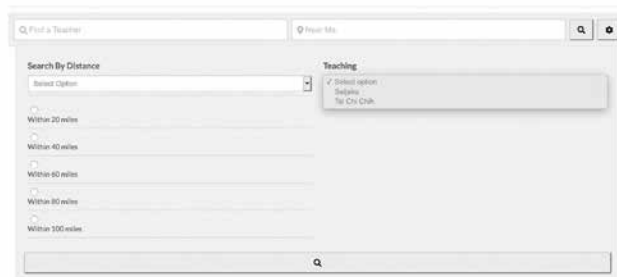 Find a Teacher
Near Me
Search By Distance
Teaching
Select Option
✓ Select option
Seijaku
Tai Chi Chih
Within 20 miles
Within 40 miles
Within 60 miles
Within 80 miles
Within 100 miles